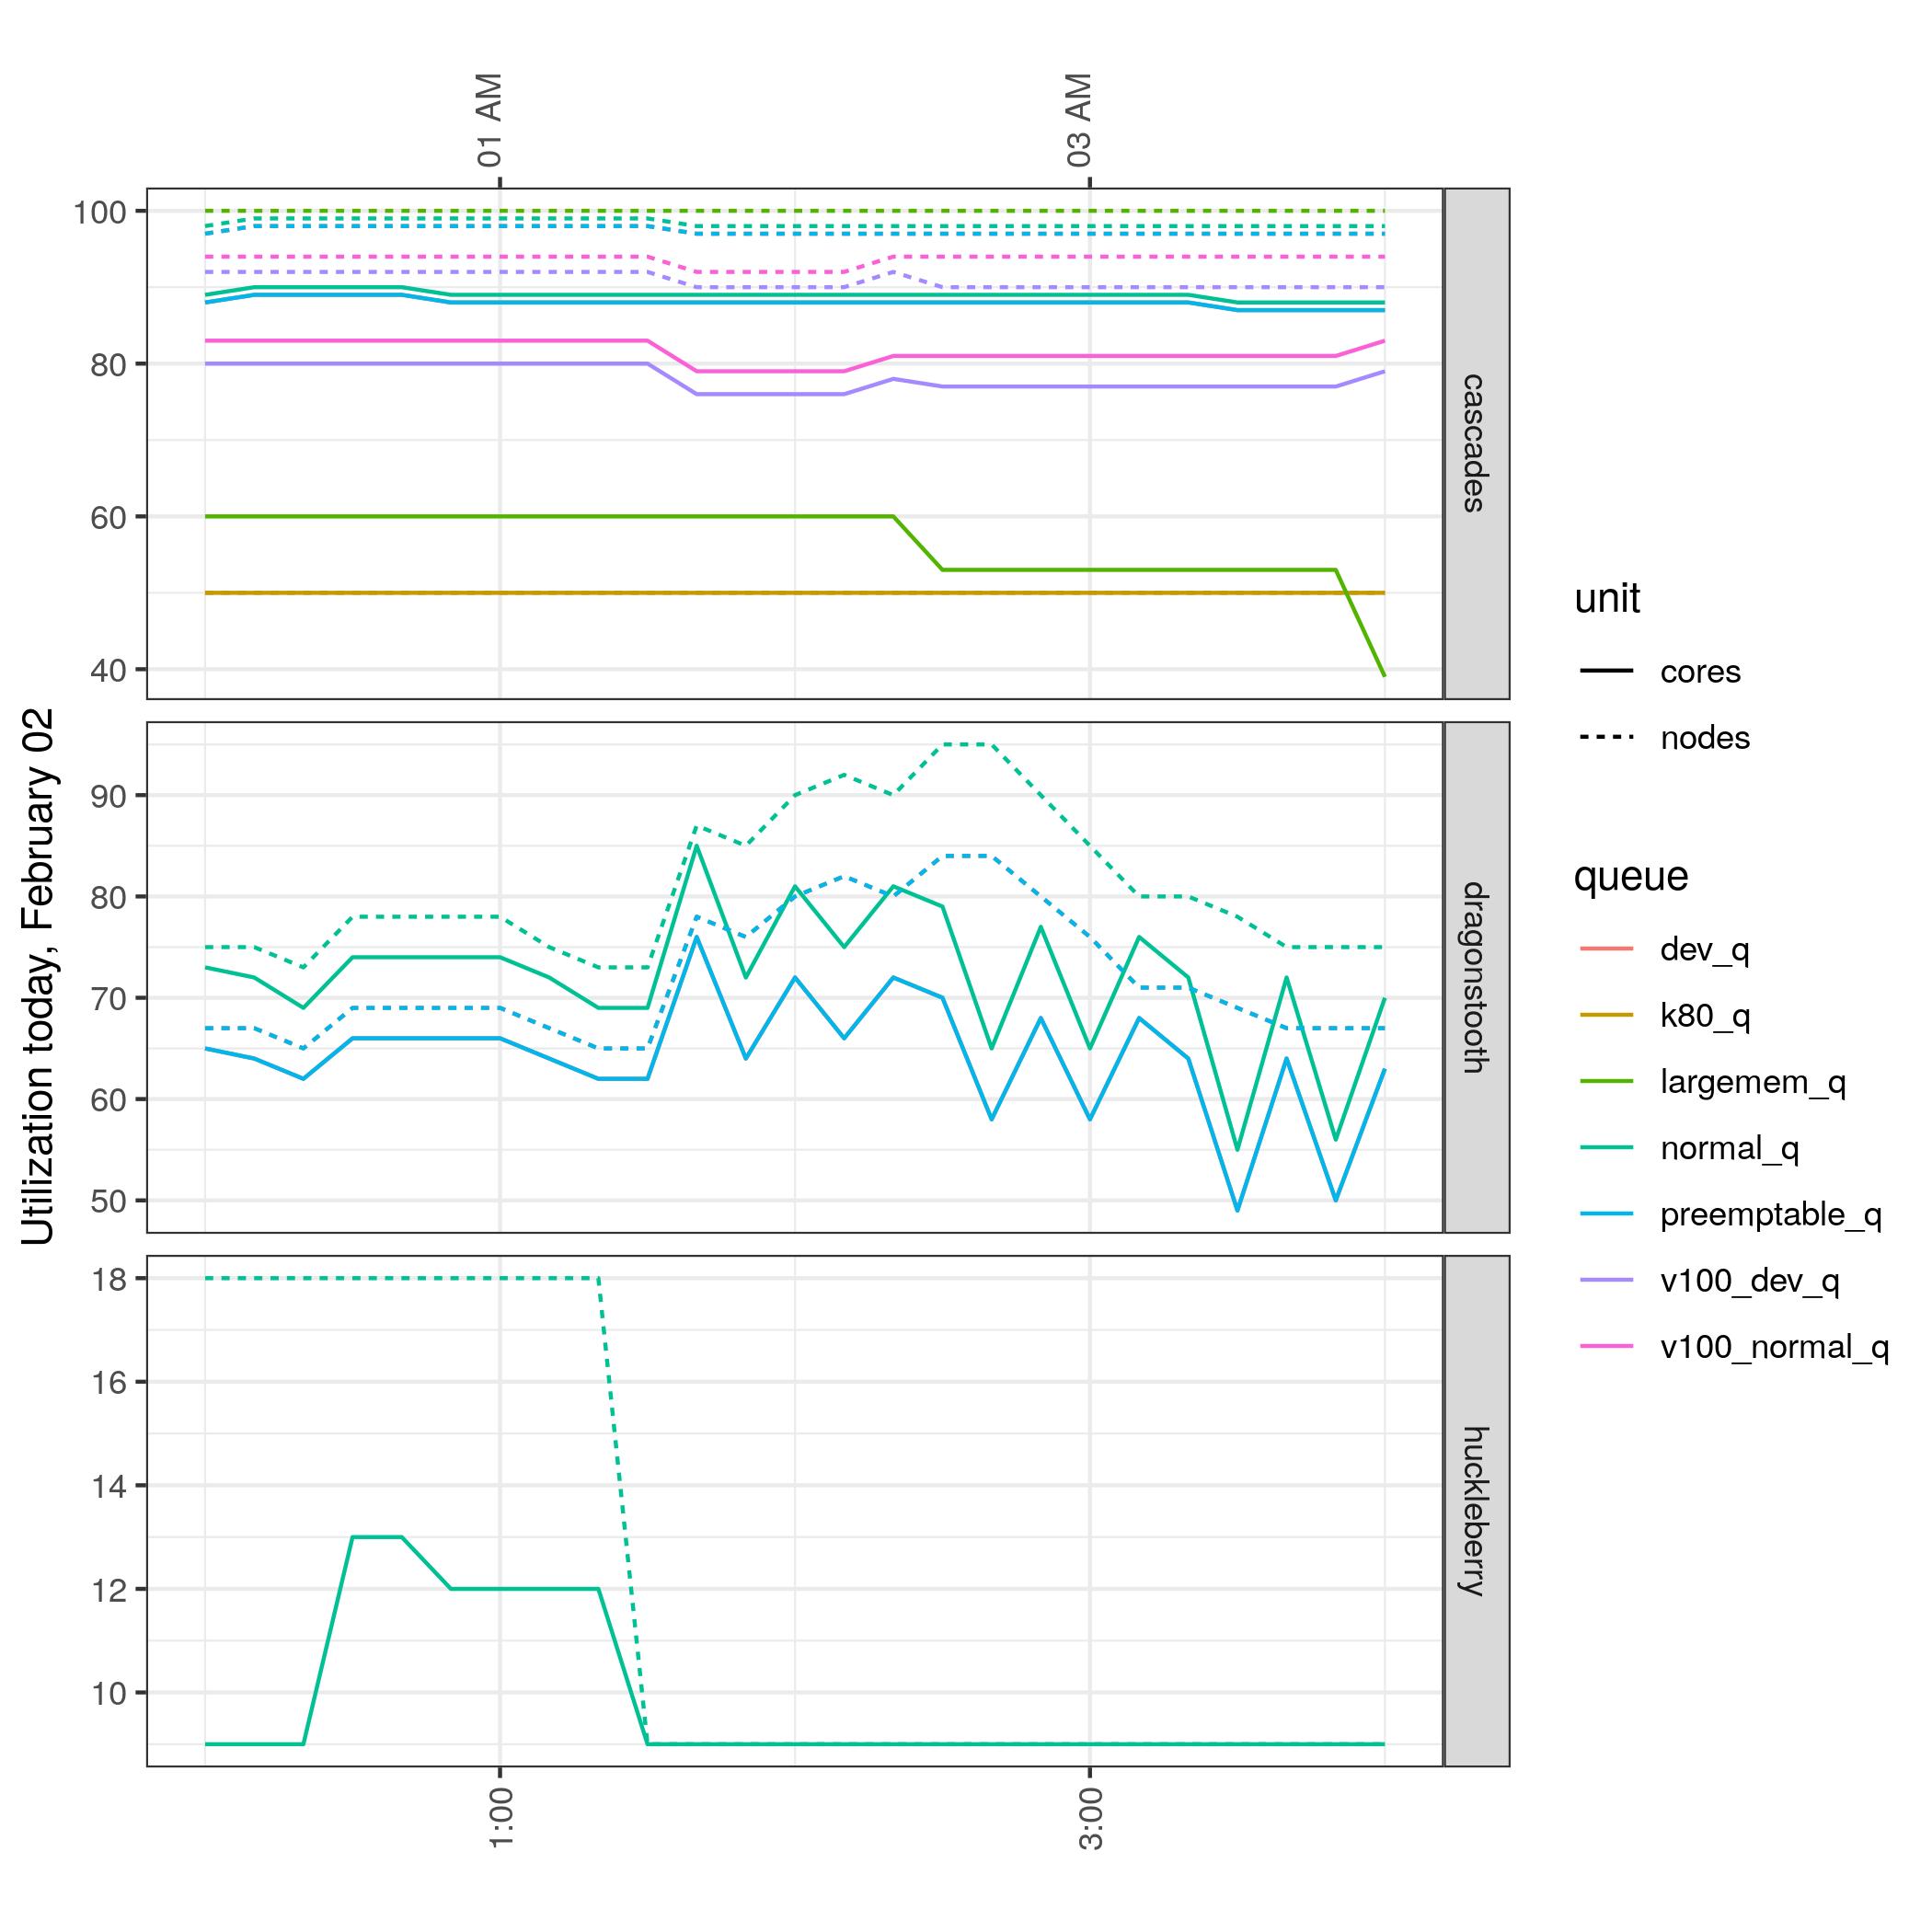 01 AM
03 AM
100
80
60
40
cascades
90
80
70
60
50
dragonstooth
18
16
14
12
10
huckleberry
1:00
3:00
Utilization today, February 02
unit
cores
nodes
queue
dev_q
k80_q
largemem_q
normal_q
preemptable_q
v100_dev_q
v100_normal_q